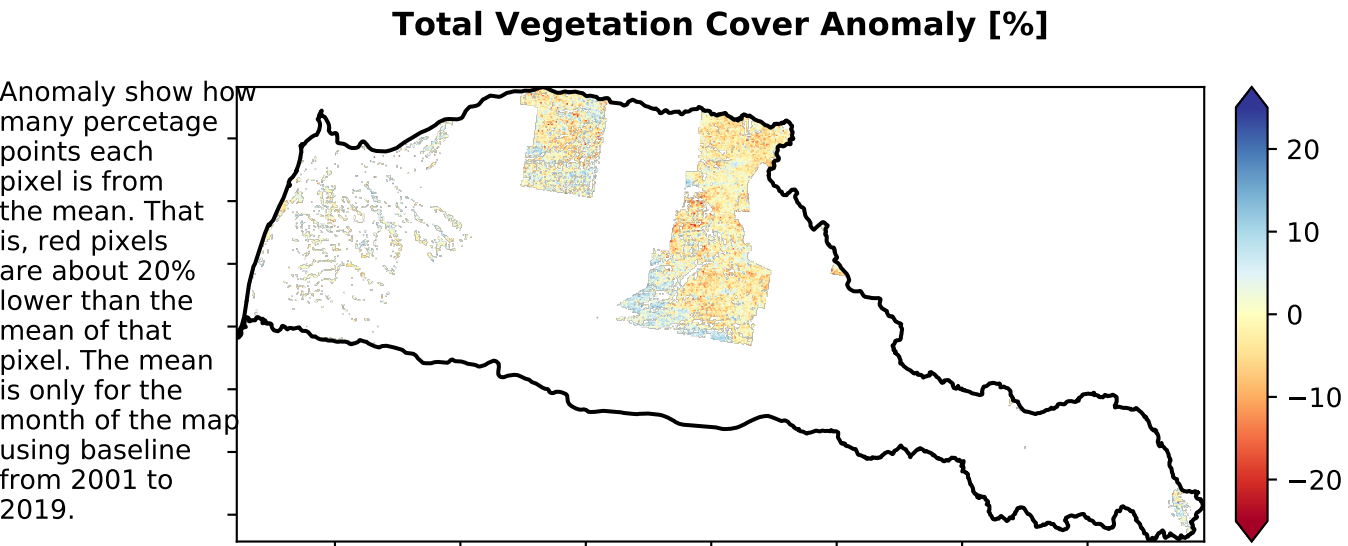 Total Vegetation Cover Anomaly [%]
Anomaly show how
many percetage
points each
pixel is from
the mean. That
is, red pixels
are about 20%
lower than the
mean of that
pixel. The mean
is only for the
month of the map
using baseline
from 2001 to
2019.
20
10
0
−10
−20